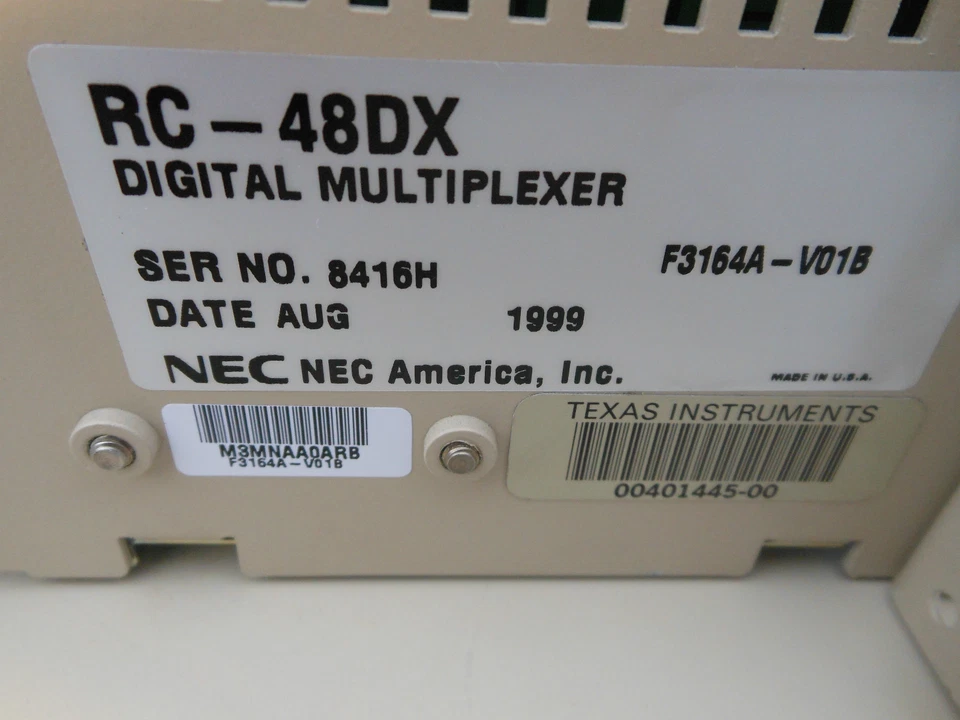 RC-48DX
DIGITAL MULTIPLEXER
SER NO. 8416H
F3164A-V01B
DATE AUG 1999
NEC NEC America, Inc.
MADE IN U.S.A.
M3MNAA0ARB
F3164A-V01B
TEXAS INSTRUMENTS
00401445-00